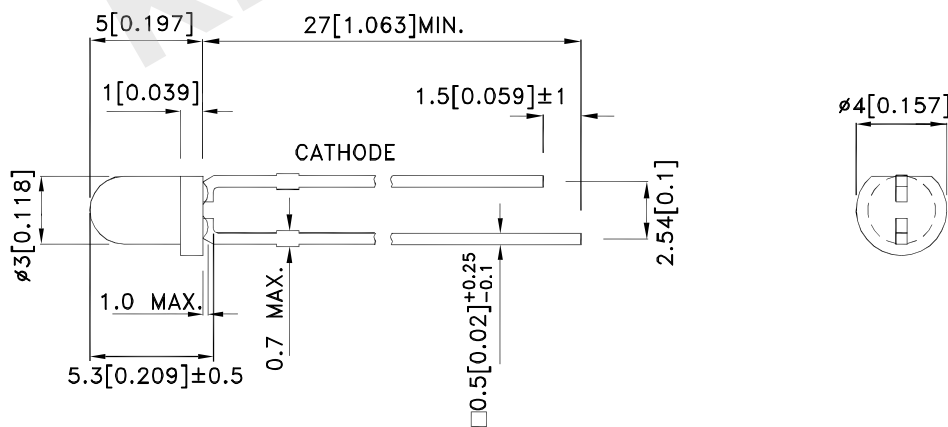 5[0.197]
27[1.063]MIN.
1[0.039]
1.5[0.059]±1
ø4[0.157]
CATHODE
ø3[0.118]
2.54[0.1]
1.0 MAX.
0.7 MAX.
□0.5[0.02]+0.25 -0.1
5.3[0.209]±0.5